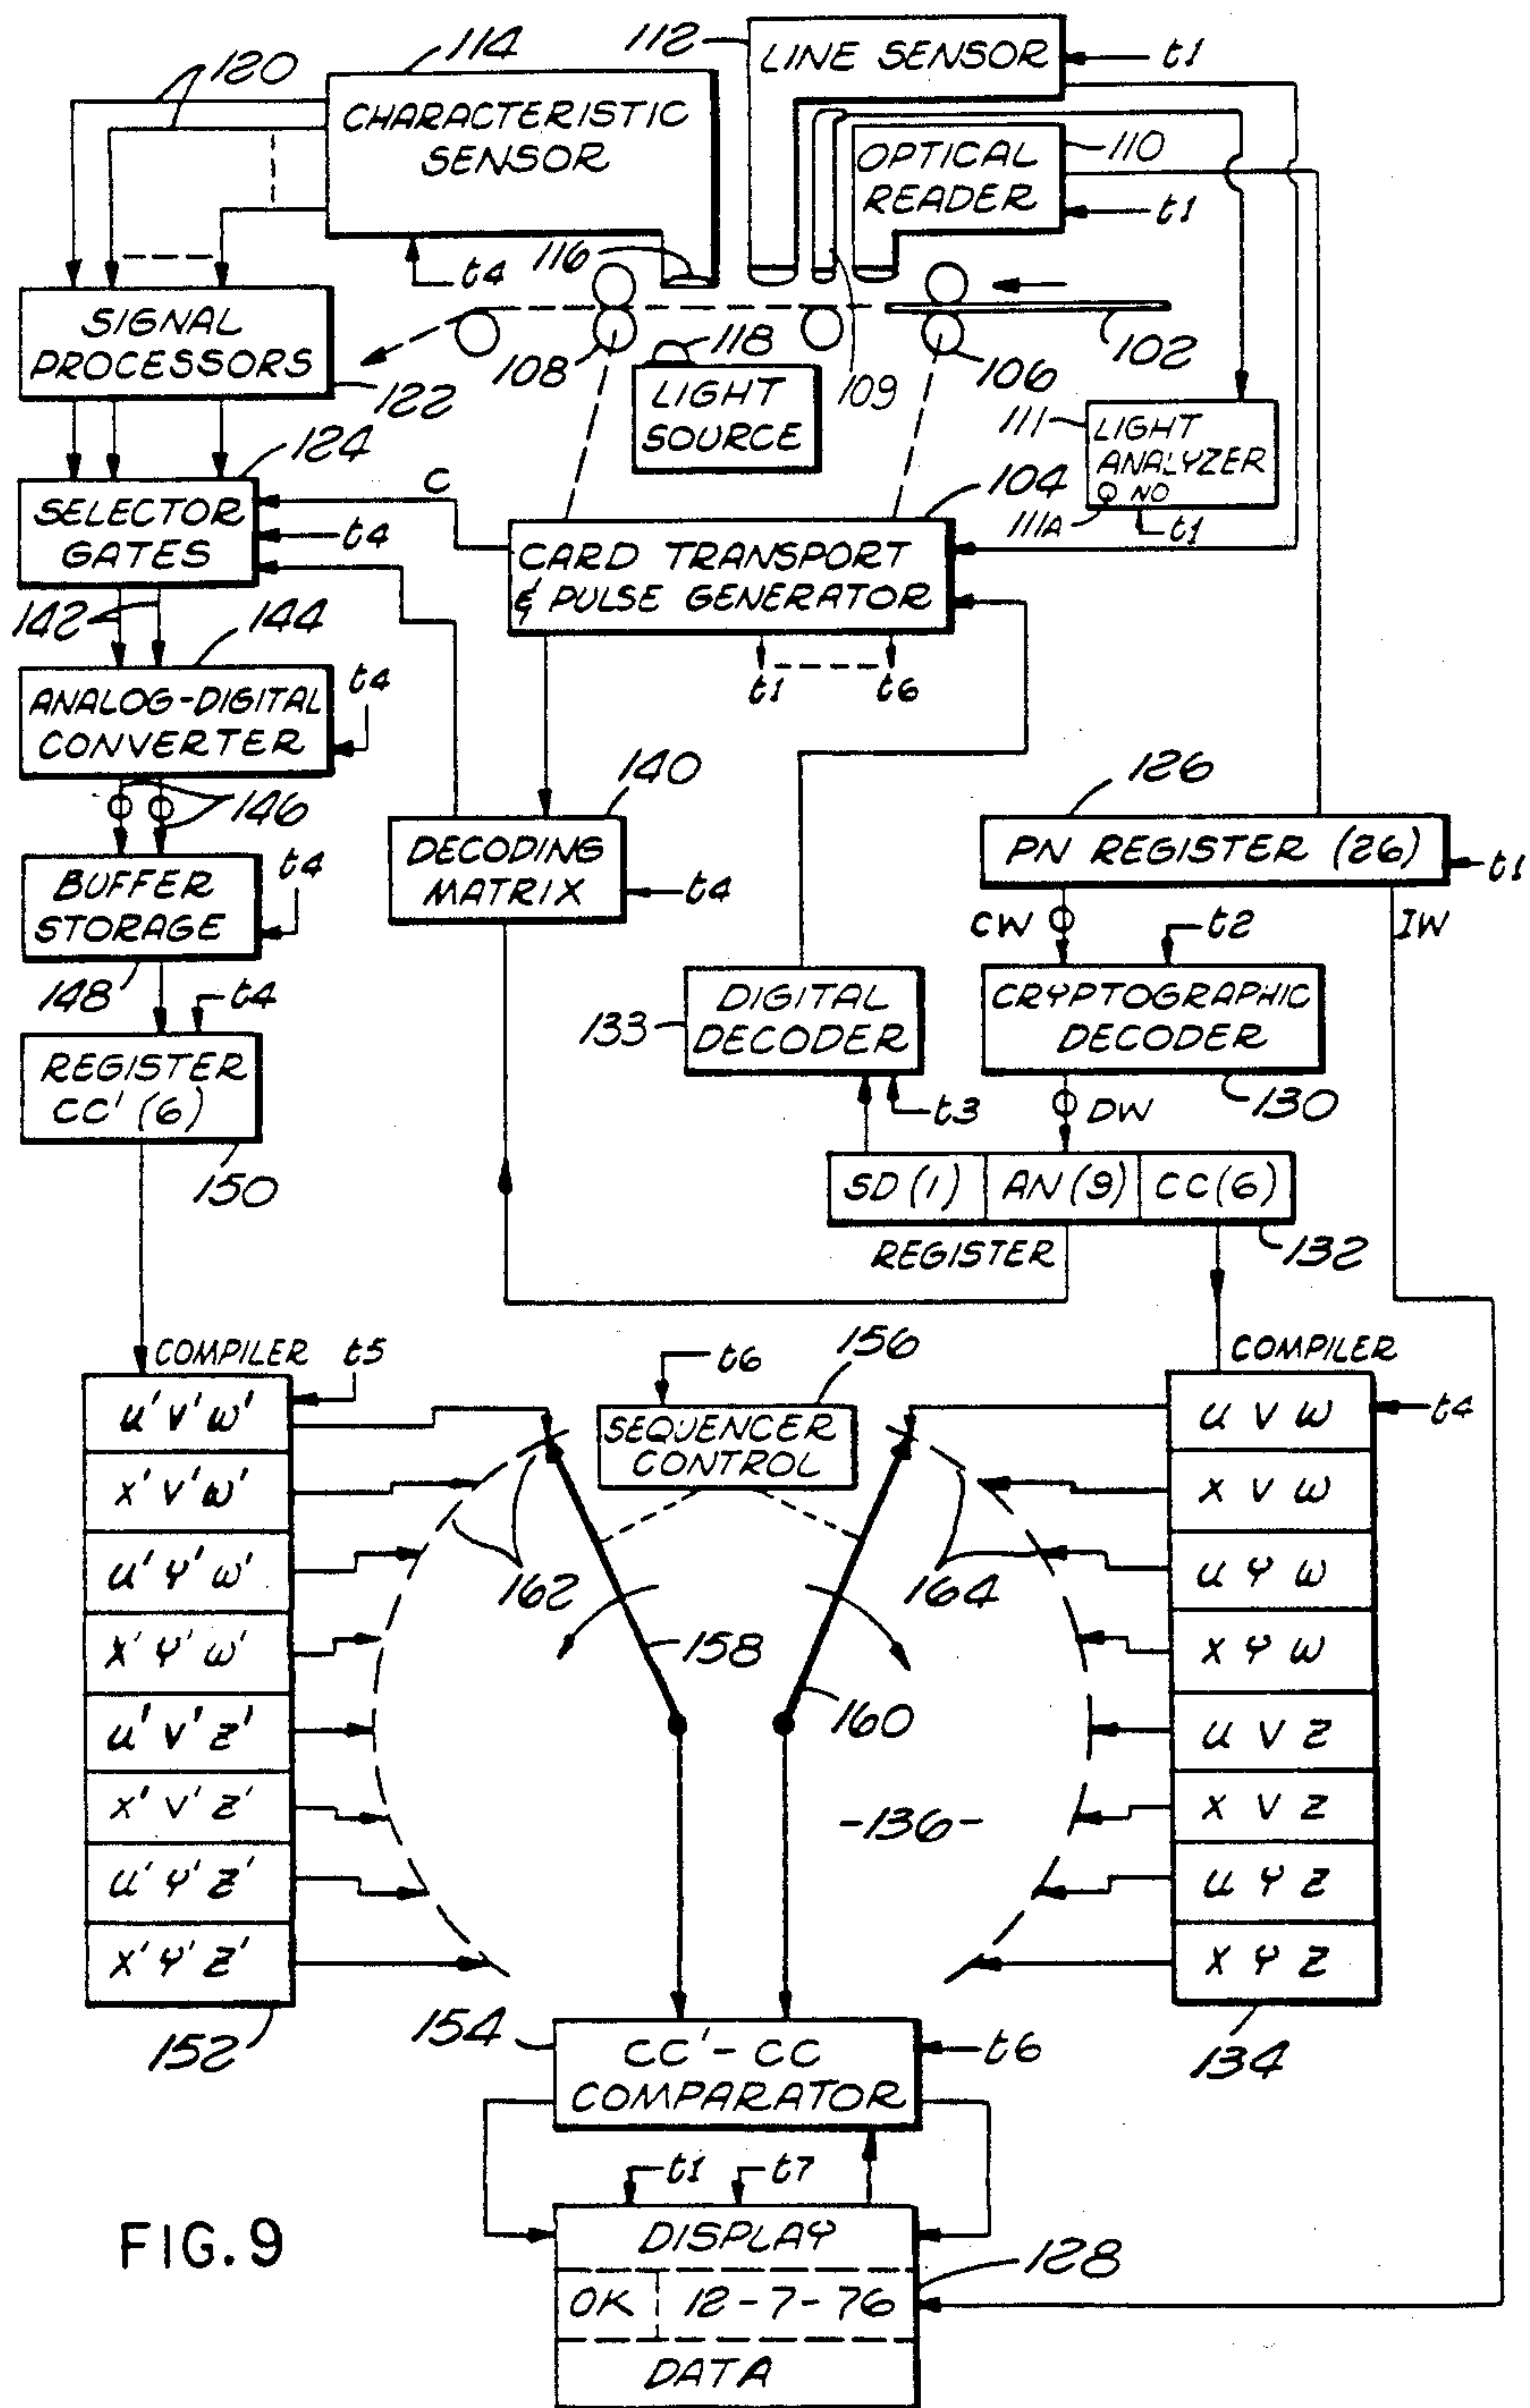 112
LINE SENSOR
t1
114
120
CHARACTERISTIC
SENSOR
OPTICAL
READER
110
t1
t4
116
SIGNAL
PROCESSORS
122
108
118
LIGHT
SOURCE
109
106
102
111
LIGHT
ANALYZER
NO
111A
t1
124
SELECTOR
GATES
C
t4
104
CARD TRANSPORT
& PULSE GENERATOR
t1
t6
142
144
ANALOG-DIGITAL
CONVERTER
t4
146
140
DECODING
MATRIX
t4
126
PN REGISTER (26)
t1
BUFFER
STORAGE
t4
148
CW
t2
IW
DIGITAL
DECODER
133
t3
CRYPTOGRAPHIC
DECODER
130
DW
t4
REGISTER
CC' (6)
150
SD (1) AN (9) CC (6)
REGISTER
132
COMPILER
t5
u' v' w'
x' v' w'
u' y' w'
x' y' w'
u' v' z'
x' v' z'
u' y' z'
x' y' z'
152
t6
156
SEQUENCER
CONTROL
162
164
158
160
-136-
COMPILER
t4
u v w
x v w
u y w
x y w
u v z
x v z
u y z
x y z
134
154
CC'- CC
COMPARATOR
t6
t1
t7
DISPLAY
128
OK 12-7-76
DATA
FIG. 9